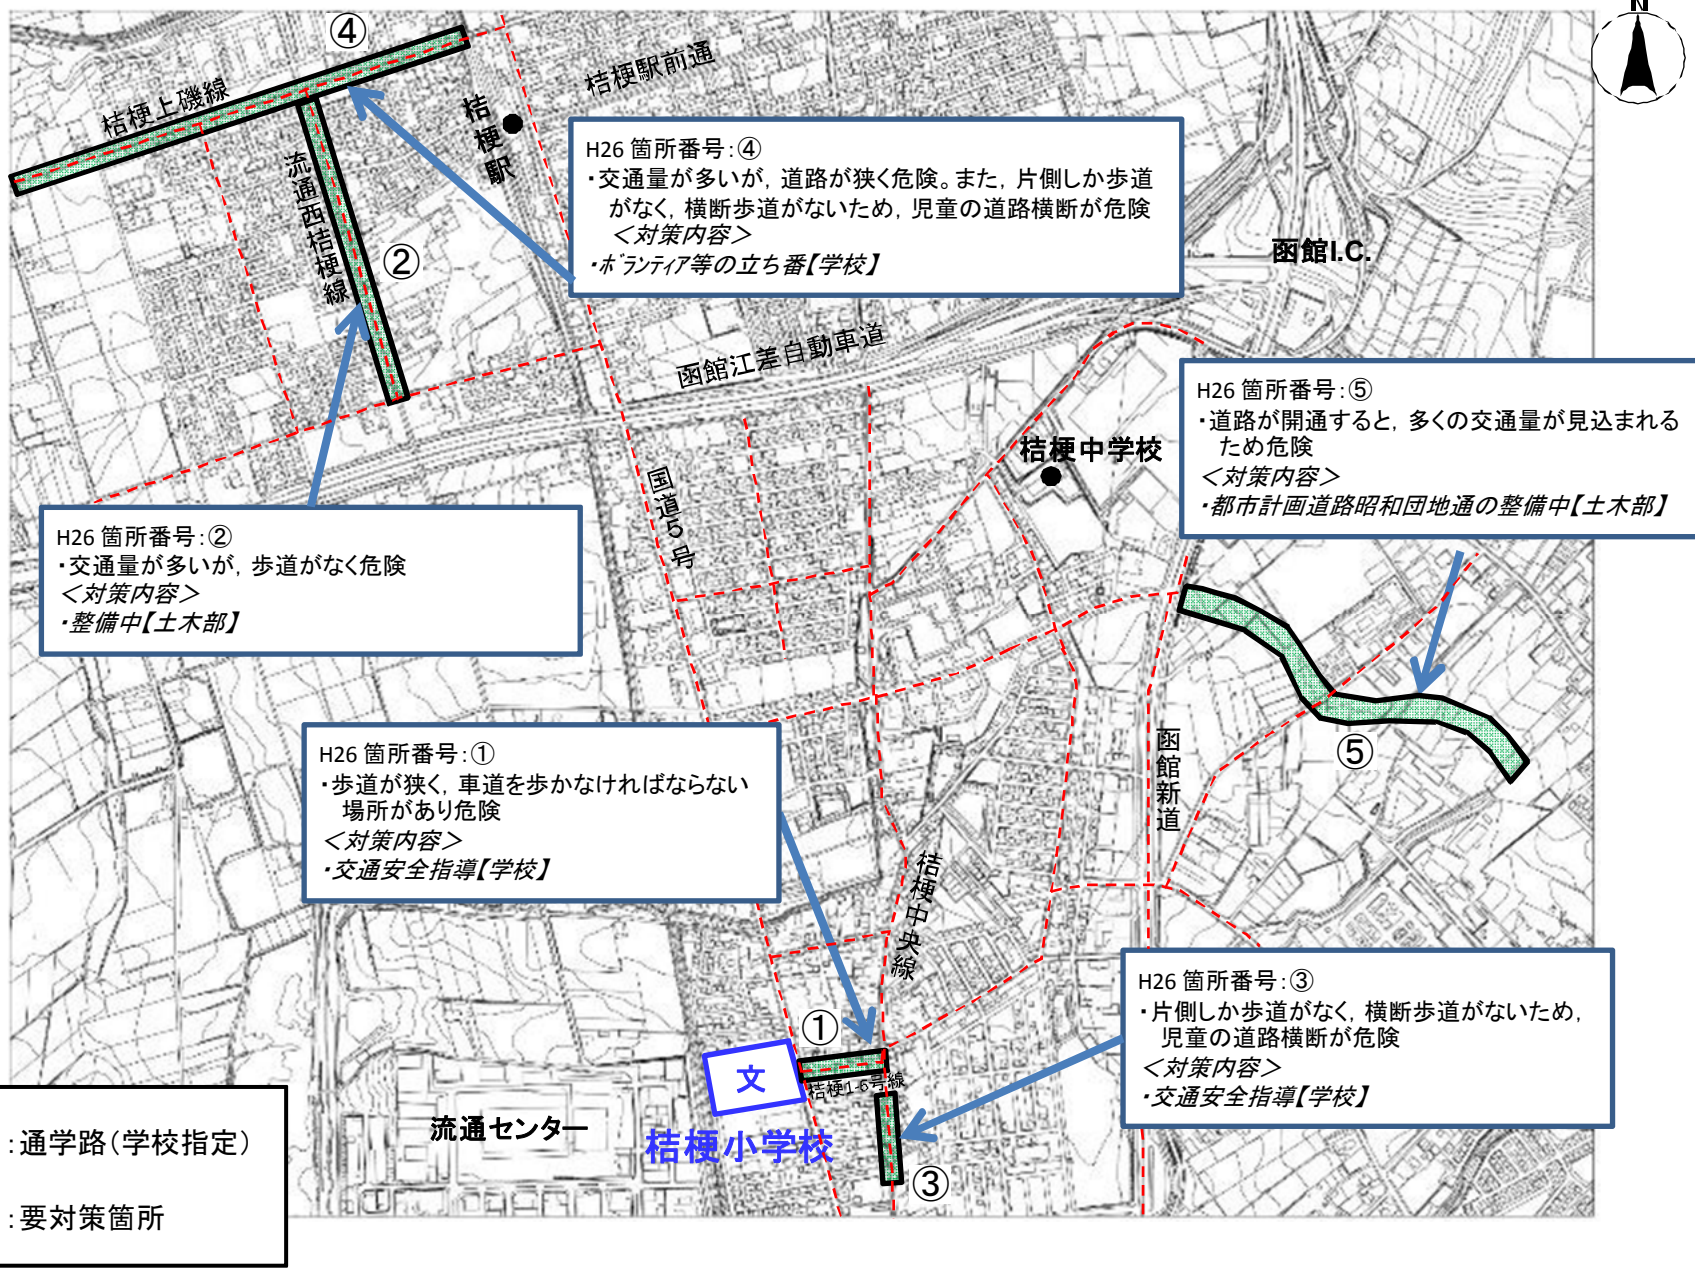 N
④
桔梗駅前通
桔梗上磯線
桔梗駅
H26 箇所番号：④
・交通量が多いが，道路が狭く危険。また，片側しか歩道
がなく，横断歩道がないため，児童の道路横断が危険
＜対策内容＞
・ボランティア等の立ち番【学校】
流通西桔梗線
②
函館I.C.
函館江差自動車道
H26 箇所番号：⑤
・道路が開通すると，多くの交通量が見込まれる
ため危険
＜対策内容＞
・都市計画道路昭和団地通の整備中【土木部】
桔梗中学校
国道5号
H26 箇所番号：②
・交通量が多いが，歩道がなく危険
＜対策内容＞
・整備中【土木部】
H26 箇所番号：①
・歩道が狭く，車道を歩かなければならない
場所があり危険
＜対策内容＞
・交通安全指導【学校】
函館新道
⑤
桔梗中央線
H26 箇所番号：③
・片側しか歩道がなく，横断歩道がないため，
児童の道路横断が危険
＜対策内容＞
・交通安全指導【学校】
①
文
桔梗1-6号線
流通センター
桔梗小学校
③
：通学路（学校指定）
：要対策箇所